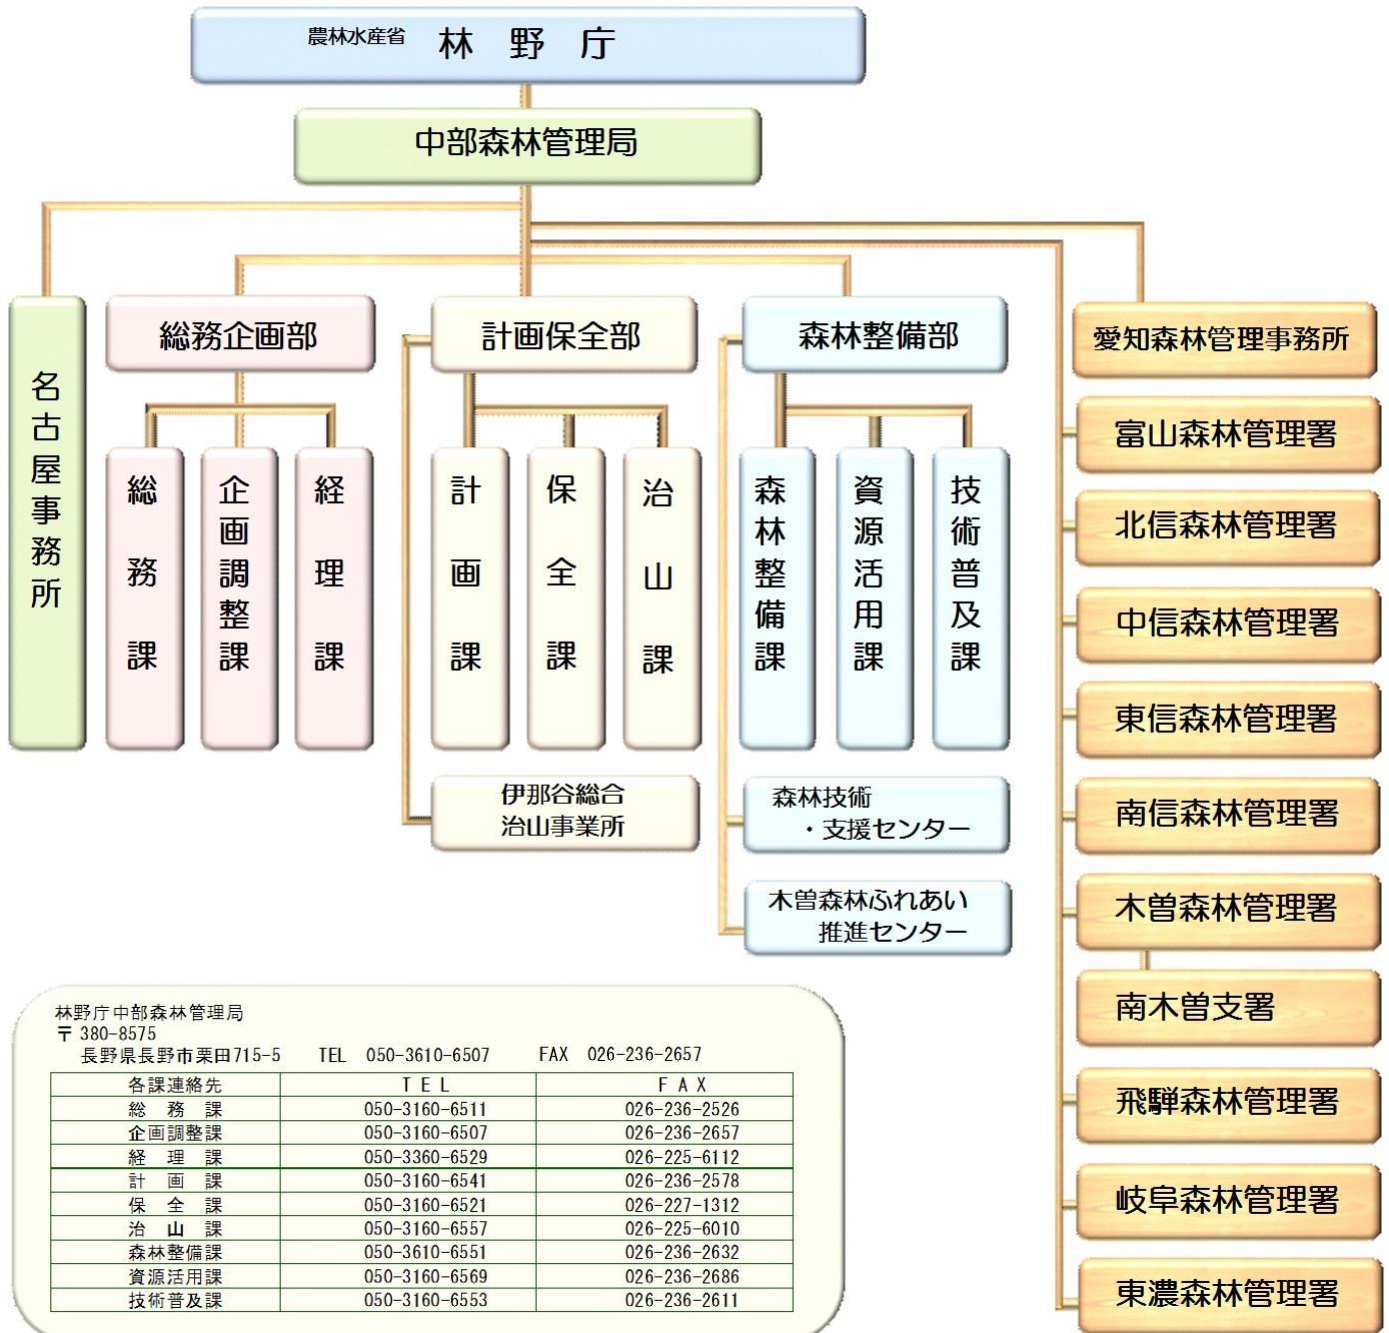 農林水産省 林 野 庁
中部森林管理局
名古屋事務所
総務企画部
総務課
企画調整課
経理課
計画保全部
計画課
保全課
治山課
伊那谷総合
治山事業所
森林整備部
森林整備課
資源活用課
技術普及課
森林技術
・支援センター
木曽森林ふれあい
推進センター
愛知森林管理事務所
富山森林管理署
北信森林管理署
中信森林管理署
東信森林管理署
南信森林管理署
木曽森林管理署
南木曽支署
飛騨森林管理署
岐阜森林管理署
東濃森林管理署
林野庁中部森林管理局
〒 380-8575
長野県長野市栗田715-5 TEL 050-3610-6507 FAX 026-236-2657
各課連絡先 ＴＥＬ ＦＡＸ
総 務 課 050-3160-6511 026-236-2526
企画調整課 050-3160-6507 026-236-2657
経 理 課 050-3360-6529 026-225-6112
計 画 課 050-3160-6541 026-236-2578
保 全 課 050-3160-6521 026-227-1312
治 山 課 050-3160-6557 026-225-6010
森林整備課 050-3610-6551 026-236-2632
資源活用課 050-3160-6569 026-236-2686
技術普及課 050-3160-6553 026-236-2611